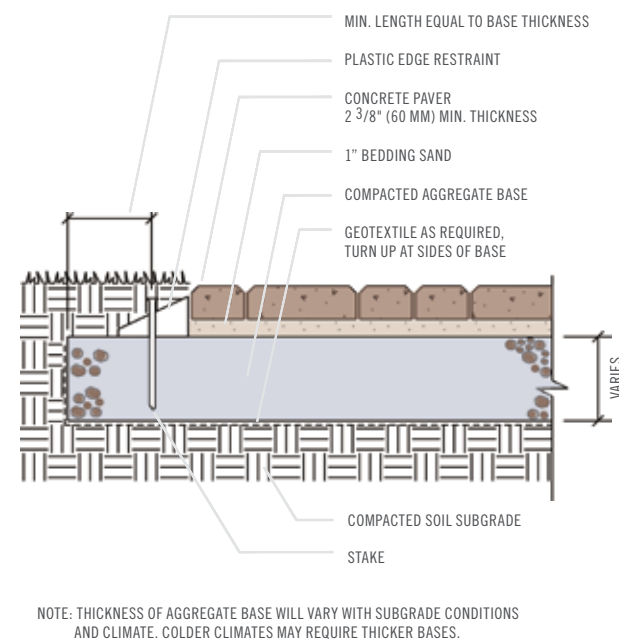 MIN. LENGTH EQUAL TO BASE THICKNESS
PLASTIC EDGE RESTRAINT
CONCRETE PAVER
2 3/8" (60 MM) MIN. THICKNESS
1” BEDDING SAND
COMPACTED AGGREGATE BASE
GEOTEXTILE AS REQUIRED,
TURN UP AT SIDES OF BASE
VARIES
COMPACTED SOIL SUBGRADE
STAKE
NOTE: THICKNESS OF AGGREGATE BASE WILL VARY WITH SUBGRADE CONDITIONS
AND CLIMATE. COLDER CLIMATES MAY REQUIRE THICKER BASES.